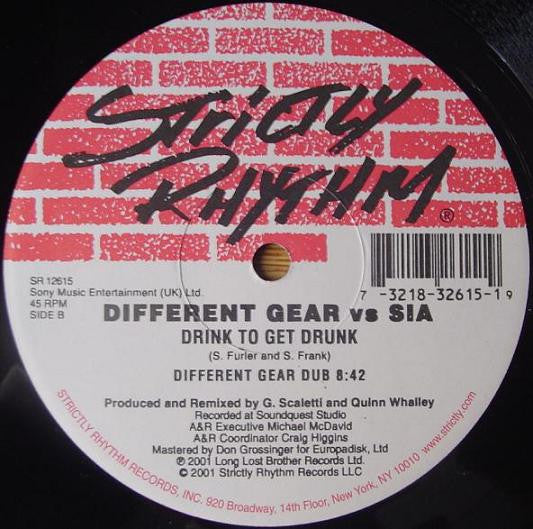 STRICTLY
RHYTHM ®
7 -3218-32615-1 9
SR 12615
Sony Music Entertainment (UK) Ltd.
45 RPM
SIDE B
DIFFERENT GEAR vs SIA
DRINK TO GET DRUNK
(S. Furler and S. Frank)
DIFFERENT GEAR DUB 8:42
Produced and Remixed by G. Scaletti and Quinn Whalley
Recorded at Soundquest Studio
A&R Executive Michael McDavid
A&R Coordinator Craig Higgins
Mastered by Don Grossinger for Europadisk, Ltd
℗ 2001 Long Lost Brother Records Ltd.
© 2001 Strictly Rhythm Records LLC
STRICTLY RHYTHM RECORDS, INC. 920 Broadway, 14th Floor, New York, NY, 10010 www.strictly.com